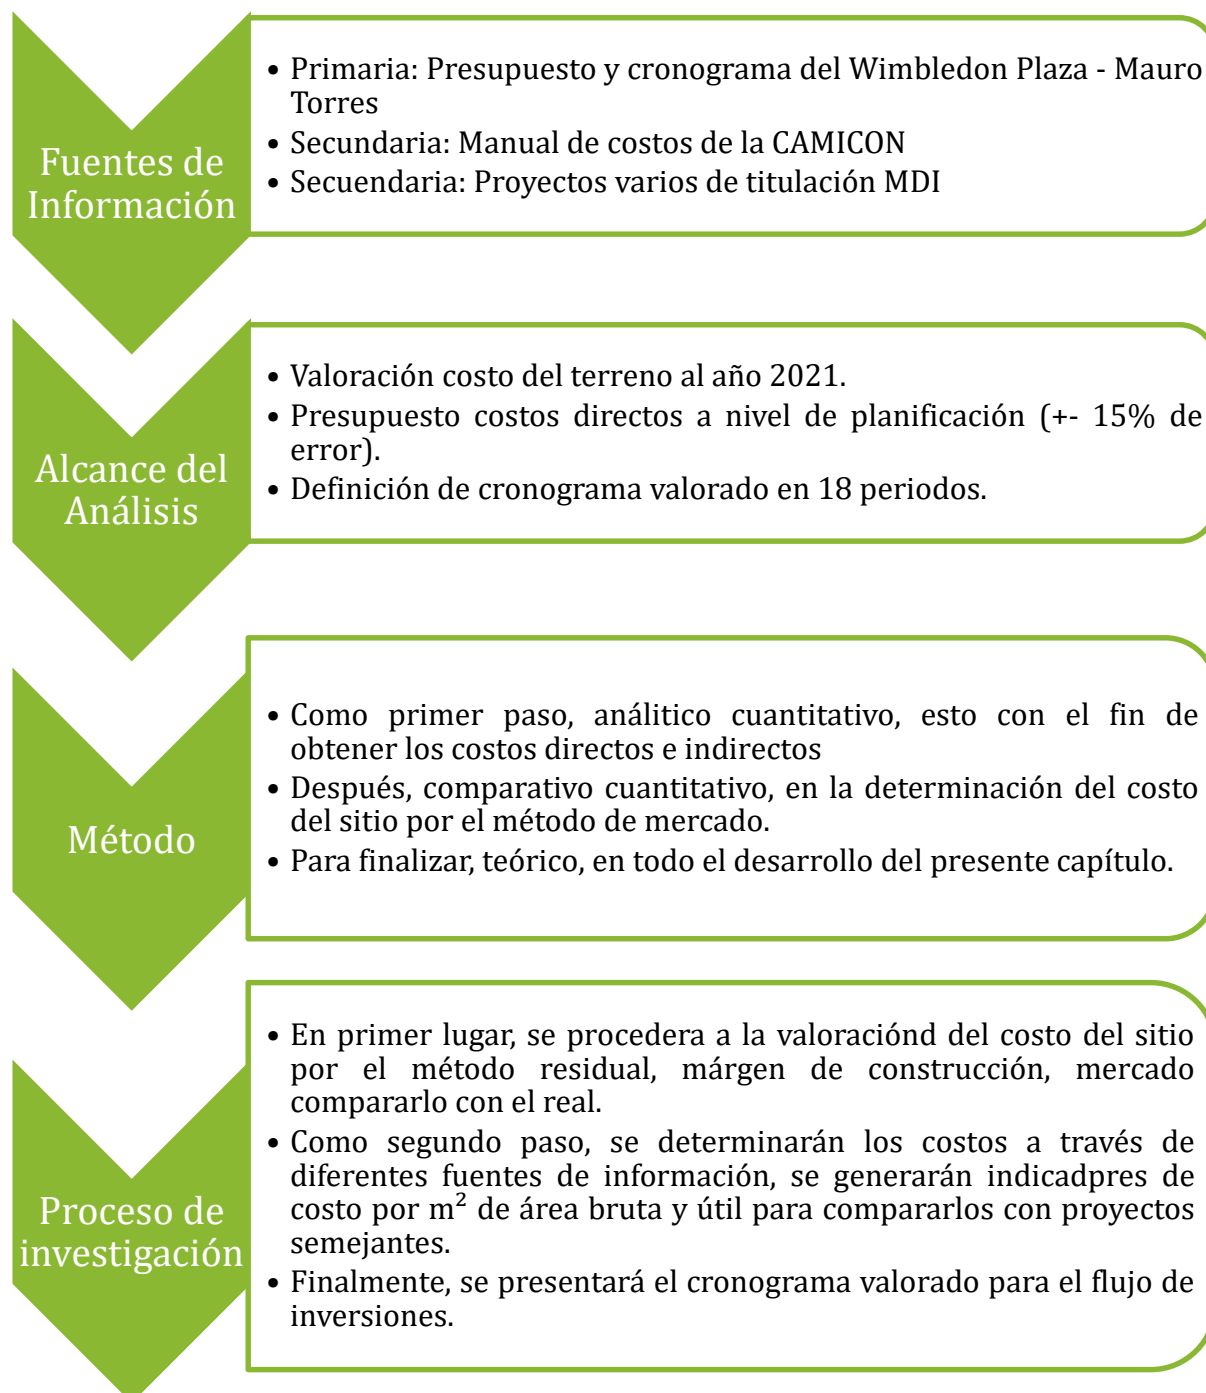 Fuentes de
Información
• Primaria: Presupuesto y cronograma del Wimbledon Plaza - Mauro
Torres
• Secundaria: Manual de costos de la CAMICON
• Secuendaria: Proyectos varios de titulación MDI
Alcance del
Análisis
• Valoración costo del terreno al año 2021.
• Presupuesto costos directos a nivel de planificación (+- 15% de
error).
• Definición de cronograma valorado en 18 periodos.
Método
• Como primer paso, análitico cuantitativo, esto con el fin de
obtener los costos directos e indirectos
• Después, comparativo cuantitativo, en la determinación del costo
del sitio por el método de mercado.
• Para finalizar, teórico, en todo el desarrollo del presente capítulo.
Proceso de
investigación
• En primer lugar, se procedera a la valoraciónd del costo del sitio
por el método residual, márgen de construcción, mercado
compararlo con el real.
• Como segundo paso, se determinarán los costos a través de
diferentes fuentes de información, se generarán indicadpres de
costo por m² de área bruta y útil para compararlos con proyectos
semejantes.
• Finalmente, se presentará el cronograma valorado para el flujo de
inversiones.